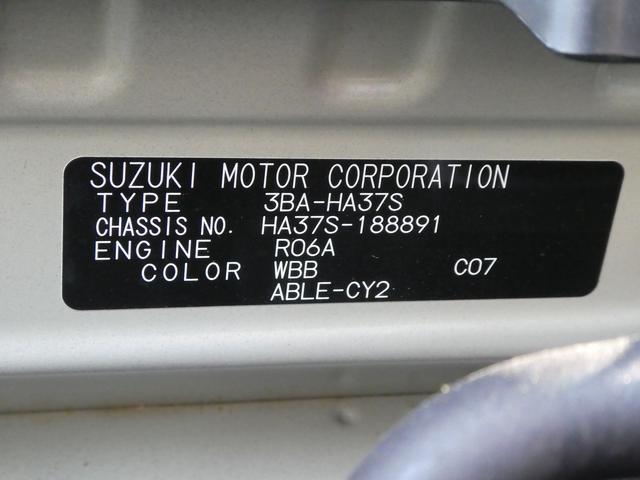 SUZUKI MOTOR CORPORATION
TYPE 3BA-HA37S
CHASSIS NO. HA37S-188891
ENGINE R06A
COLOR WBB C07
ABLE-CY2